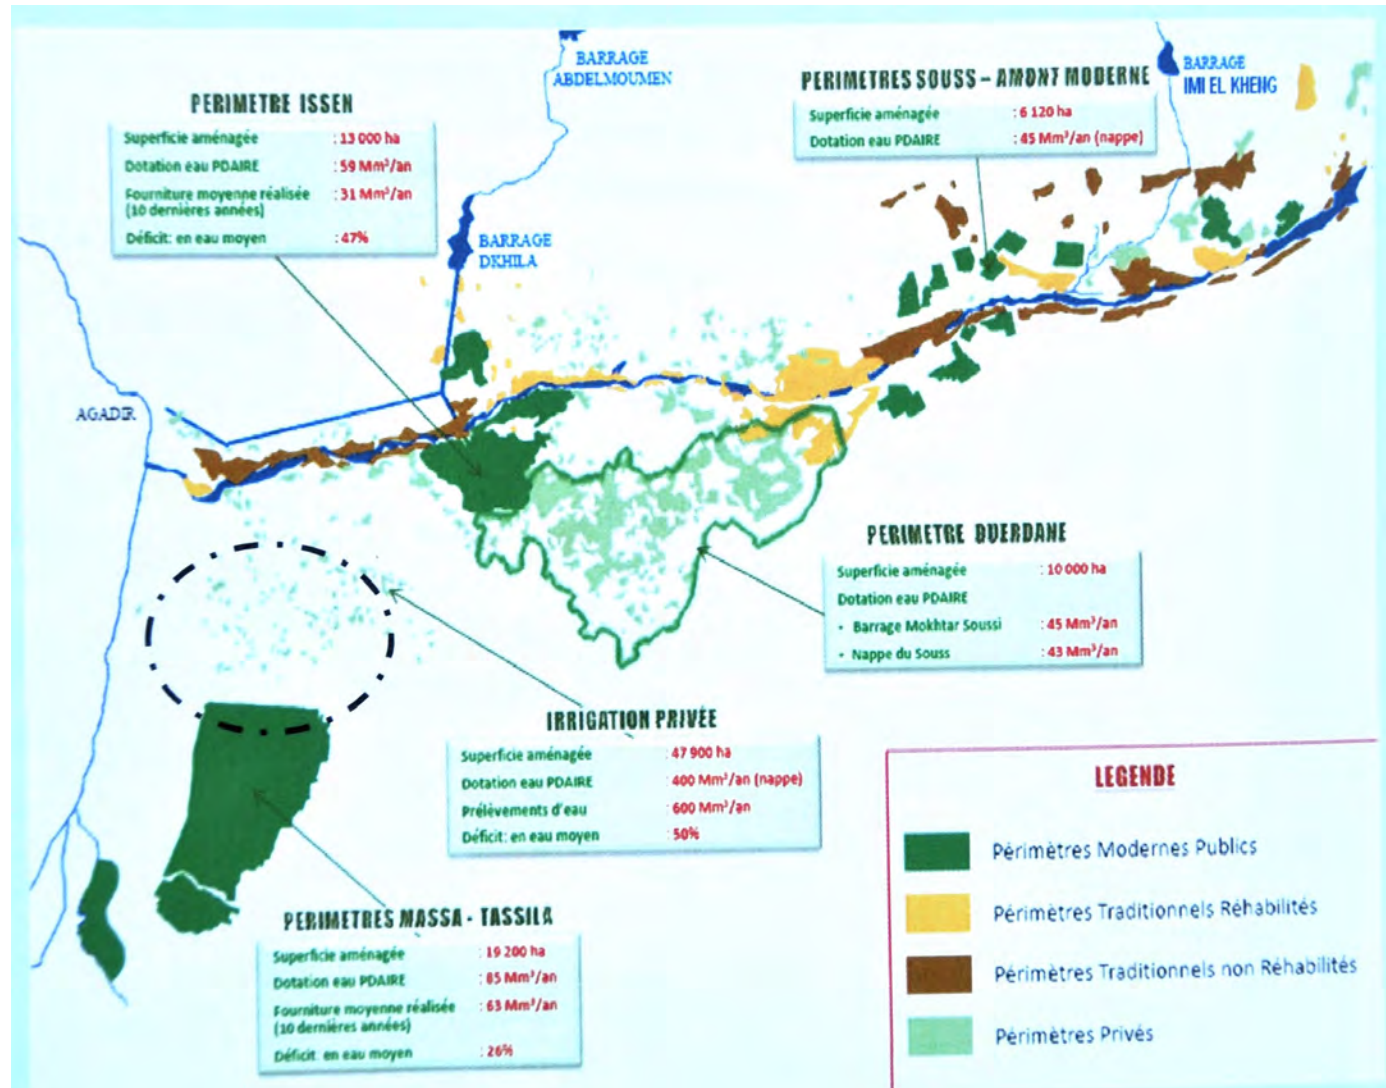 BARRAGE
ABDELMOUMEN
PERIMETRES SOUSS – AMONT MODERNE
Superficie aménagée : 6 120 ha
Dotation eau PDAIRE : 45 Mm³/an (nappe)
BARRAGE
IMI EL KHENG
PERIMETRE ISSEN
Superficie aménagée : 13 000 ha
Dotation eau PDAIRE : 59 Mm³/an
Fourniture moyenne réalisée : 31 Mm³/an
(10 dernières années)
Déficit: en eau moyen : 47%
BARRAGE
DKHILA
AGADIR
PERIMETRE GUERDANE
Superficie aménagée : 10 000 ha
Dotation eau PDAIRE
• Barrage Mokhtar Soussi : 45 Mm³/an
• Nappe du Souss : 43 Mm³/an
IRRIGATION PRIVÉE
Superficie aménagée : 47 900 ha
Dotation eau PDAIRE : 400 Mm³/an (nappe)
Prélèvements d'eau : 600 Mm³/an
Déficit: en eau moyen : 50%
PERIMETRES MASSA - TASSILA
Superficie aménagée : 19 200 ha
Dotation eau PDAIRE : 85 Mm³/an
Fourniture moyenne réalisée : 63 Mm³/an
(10 dernières années)
Déficit en eau moyen : 26%
LEGENDE
Périmètres Modernes Publics
Périmètres Traditionnels Réhabilités
Périmètres Traditionnels non Réhabilités
Périmètres Privés